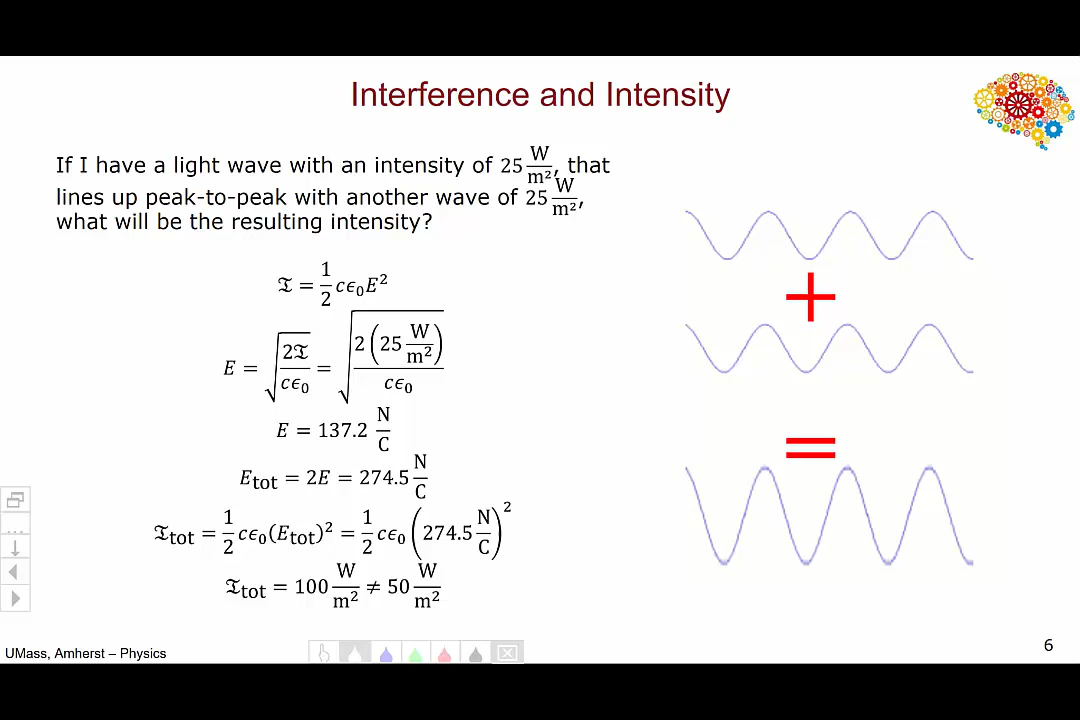 Interference and Intensity
If I have a light wave with an intensity of 25 W/m², that
lines up peak-to-peak with another wave of 25 W/m²,
what will be the resulting intensity?
𝔗 = 1/2 cϵ₀E²
E = √(2𝔗/cϵ₀) = √(2(25 W/m²)/cϵ₀)
E = 137.2 N/C
E_tot = 2E = 274.5 N/C
𝔗_tot = 1/2 cϵ₀(E_tot)² = 1/2 cϵ₀(274.5 N/C)²
𝔗_tot = 100 W/m² ≠ 50 W/m²
+
=
UMass, Amherst – Physics
6